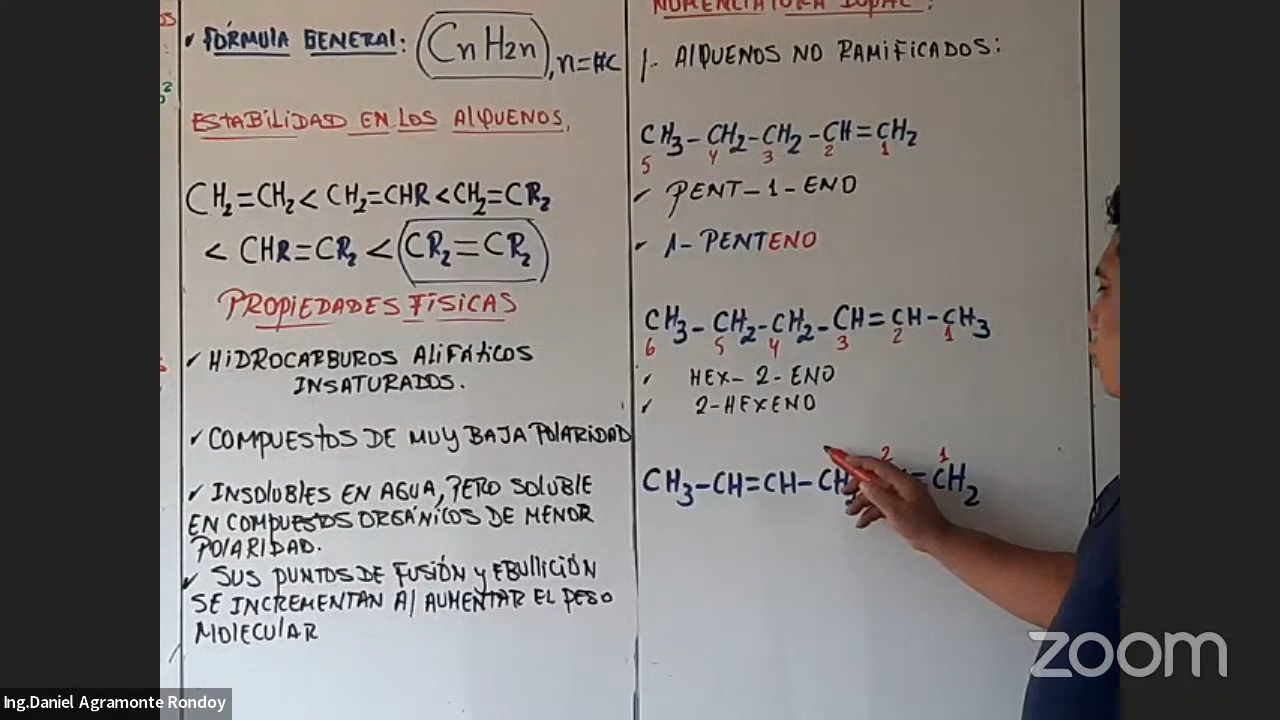 ✓ FÓRMULA GENERAL: CnH2n, n=#C
ESTABILIDAD EN LOS AlQUENOS.
CH₂=CH₂ < CH₂=CHR < CH₂=CR₂
< CHR=CR₂ < CR₂=CR₂
PROPIEDADES FÍSICAS
✓ HIDROCARBUROS AliFÁTICOS
INSATURADOS.
✓ COMPUEStOS DE MUY BAJA POlARIDAD
✓ INSOLUBLES EN AGUA, PERO SOLUBLE
EN COMPUESTOS ORGÁNICOS DE MENOR
POlARIDAD.
✓ SUS PUNTOS DE FUSIÓN y EBUllICIÓN
SE INCREMENTAN Al AUMENTAR El PESO
MOlECUlAR
NOMENCLATURA IUPAC:
1.- AlQUENOS NO RAMIFICADOS:
CH₃-CH₂-CH₂-CH=CH₂
5 4 3 2 1
✓ PENT-1-ENO
✓ 1-PENTENO
CH₃-CH₂-CH₂-CH=CH-CH₃
6 5 4 3 2 1
✓ HEX-2-ENO
✓ 2-HEXENO
2 1
CH₃-CH=CH-CH =CH₂
zoom
Ing.Daniel Agramonte Rondoy